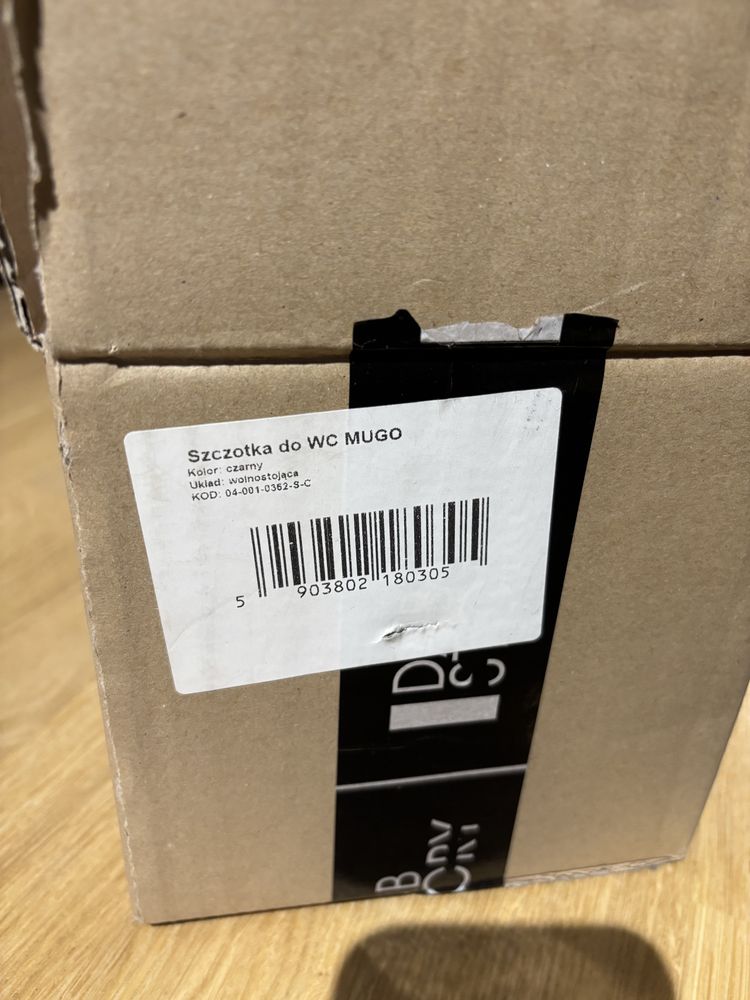 Szczotka do WC MUGO
Kolor: czarny
Układ: wolnostojąca
KOD: 04-001-0362-S-C
5 903802 180305